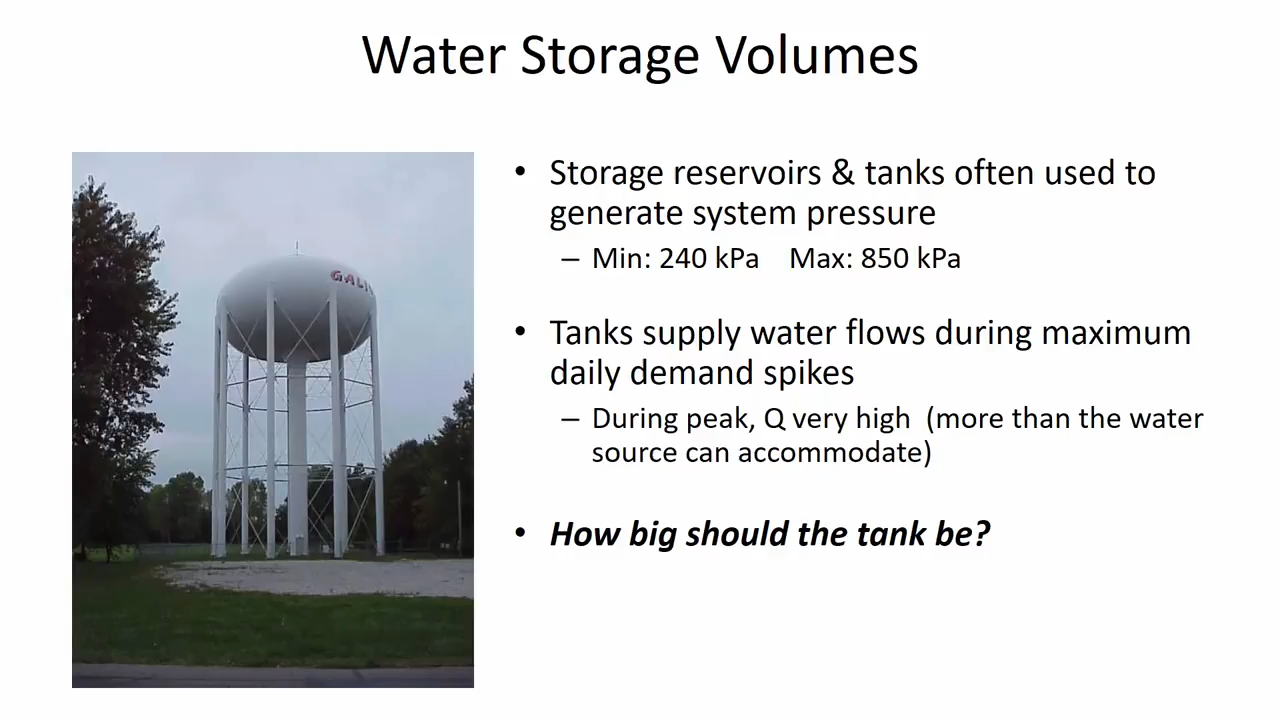 Water Storage Volumes
GALI
• Storage reservoirs & tanks often used to
generate system pressure
– Min: 240 kPa Max: 850 kPa
• Tanks supply water flows during maximum
daily demand spikes
– During peak, Q very high (more than the water
source can accommodate)
• How big should the tank be?